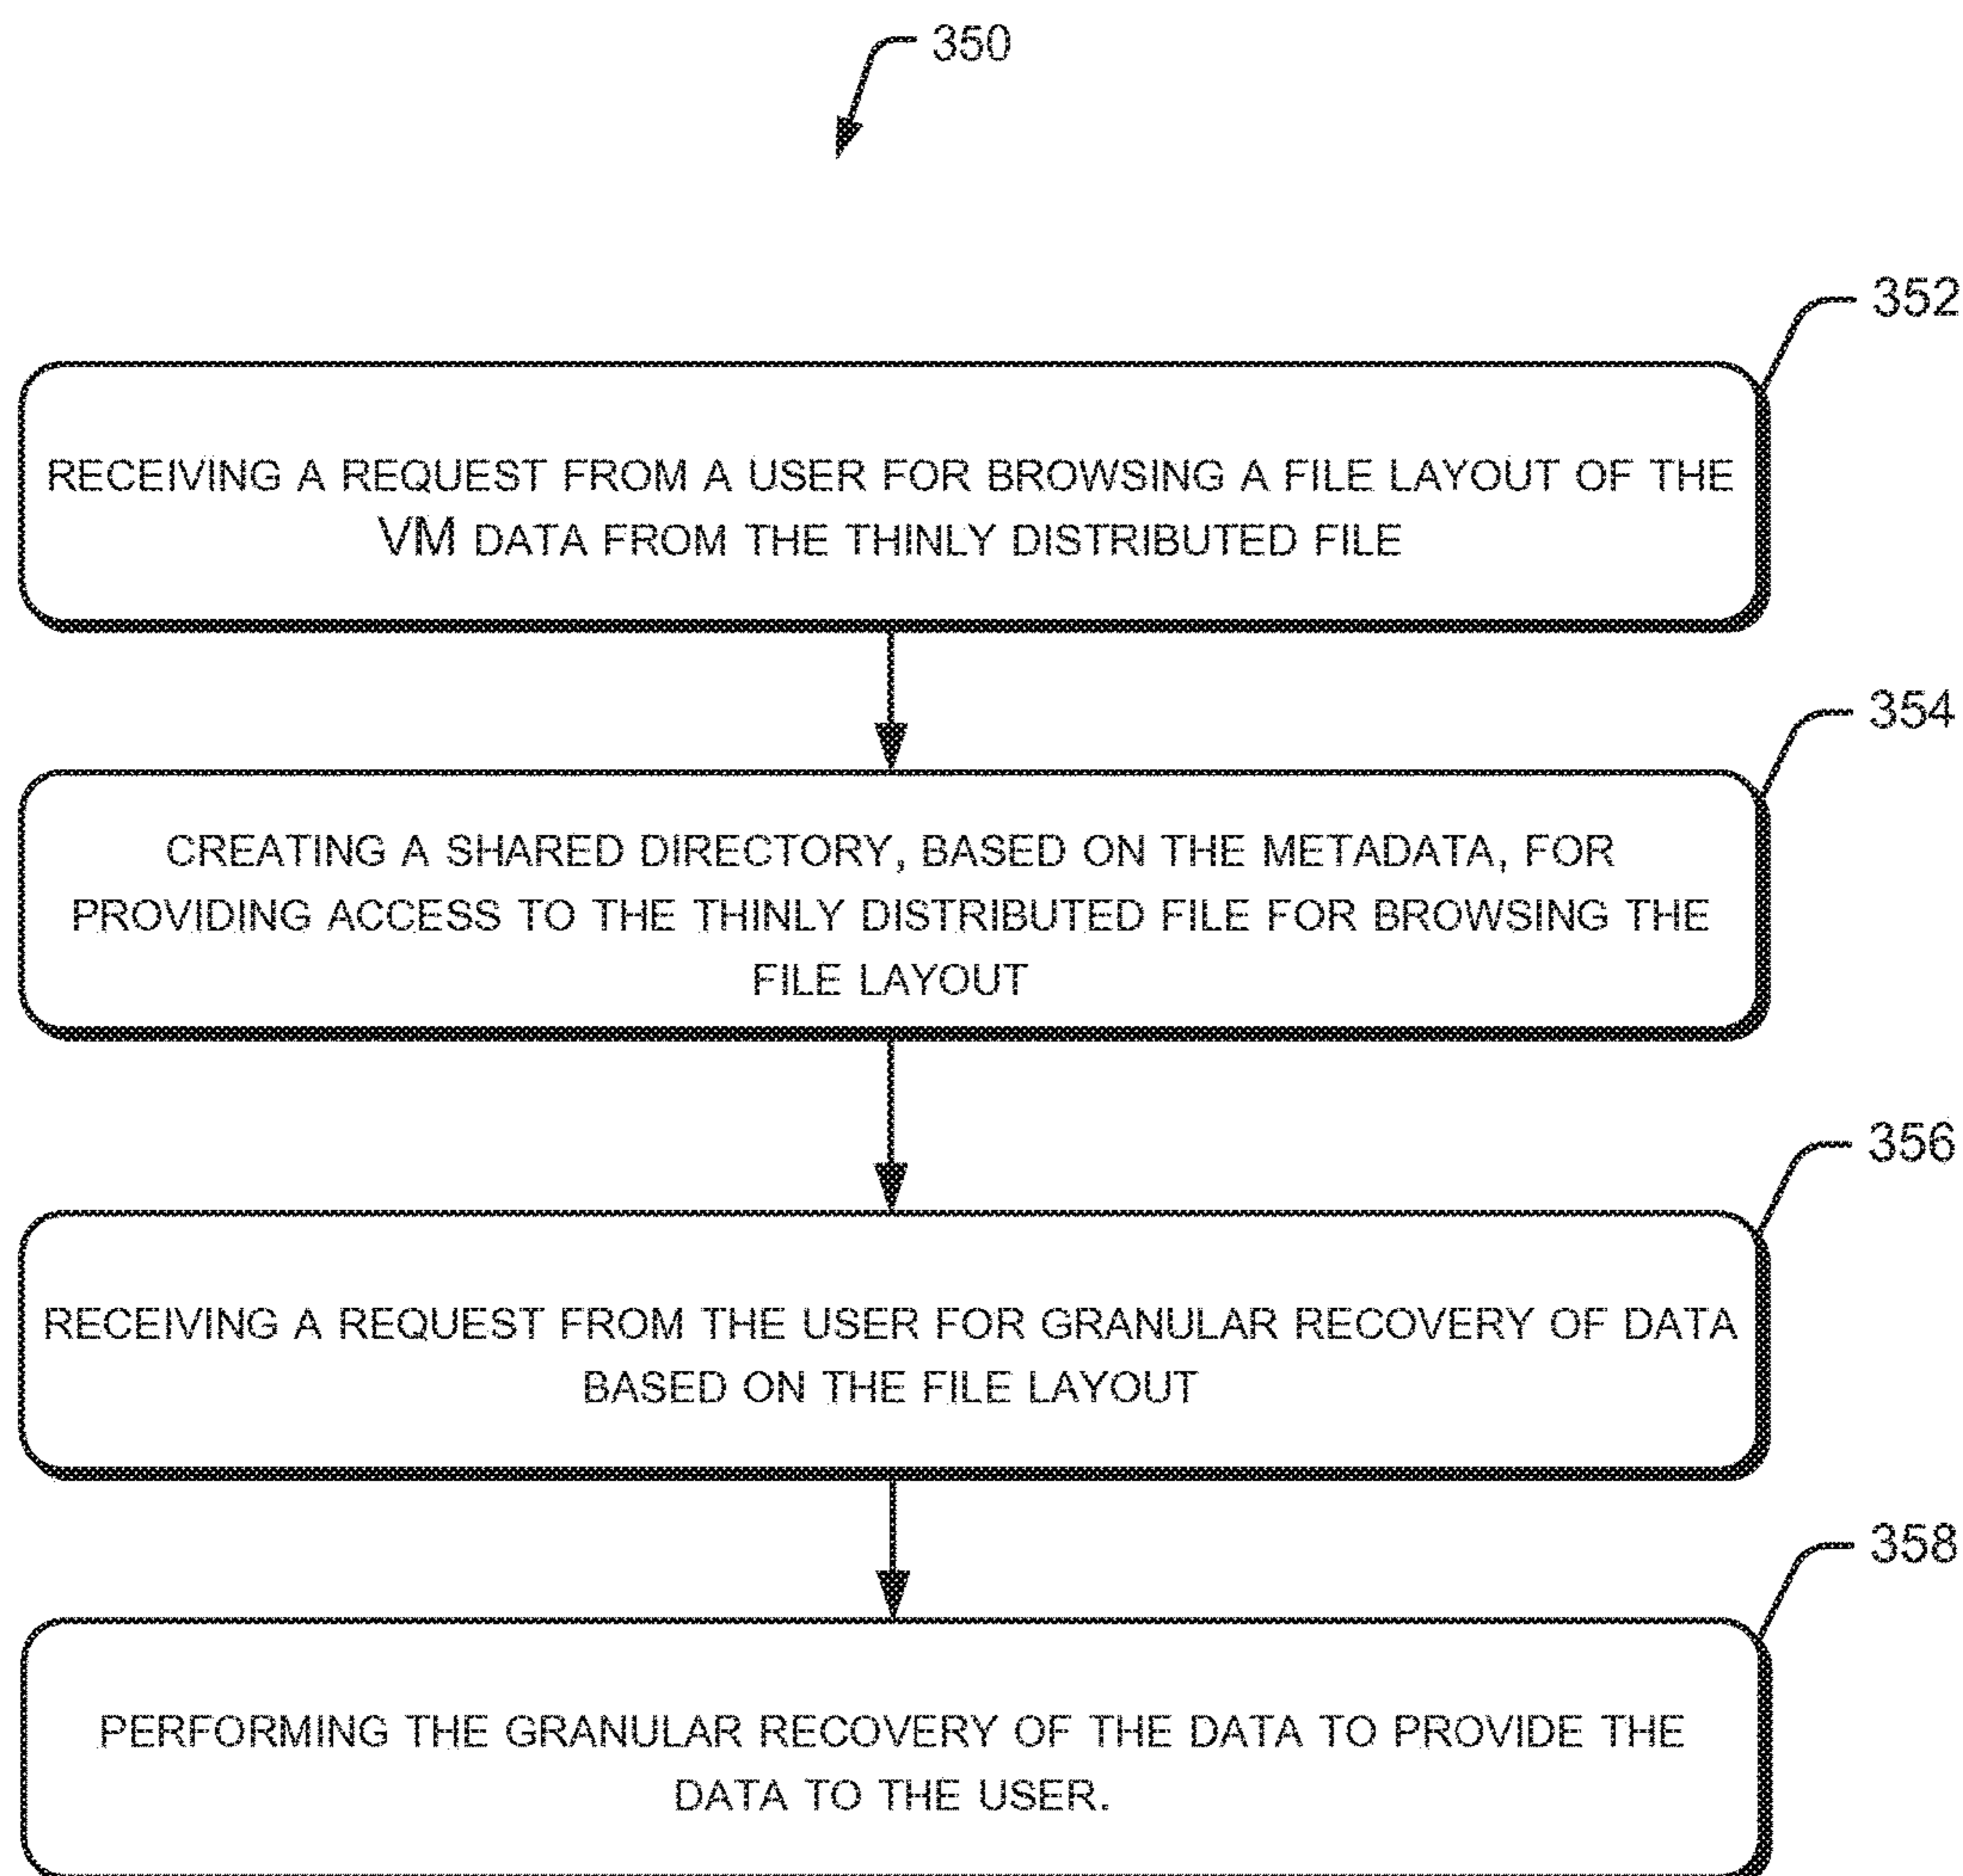 350
352
RECEIVING A REQUEST FROM A USER FOR BROWSING A FILE LAYOUT OF THE
VM DATA FROM THE THINLY DISTRIBUTED FILE
354
CREATING A SHARED DIRECTORY, BASED ON THE METADATA, FOR
PROVIDING ACCESS TO THE THINLY DISTRIBUTED FILE FOR BROWSING THE
FILE LAYOUT
356
RECEIVING A REQUEST FROM THE USER FOR GRANULAR RECOVERY OF DATA
BASED ON THE FILE LAYOUT
358
PERFORMING THE GRANULAR RECOVERY OF THE DATA TO PROVIDE THE
DATA TO THE USER.